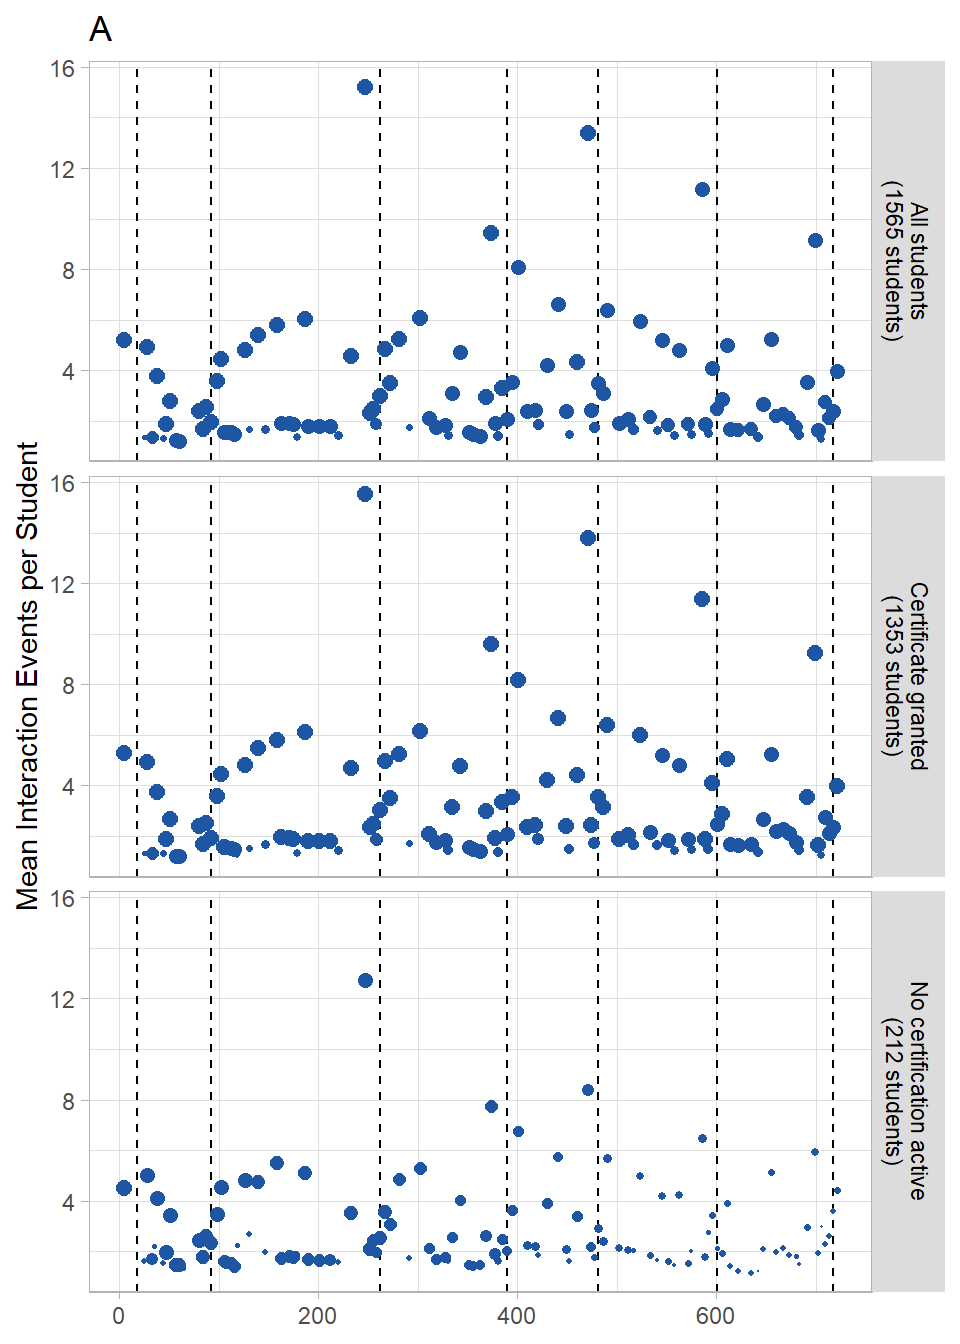 A
Mean Interaction Events per Student
16
12
8
4
All students
(1565 students)
16
12
8
4
Certificate granted
(1353 students)
16
12
8
4
No certification active
(212 students)
0
200
400
600